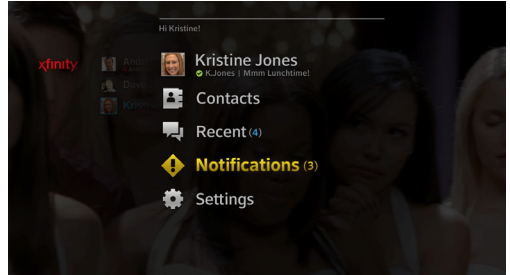 Hi Kristine!
xfinity
Kristine Jones
K.Jones | Mmm Lunchtime!
Contacts
Recent (4)
Notifications (3)
Settings